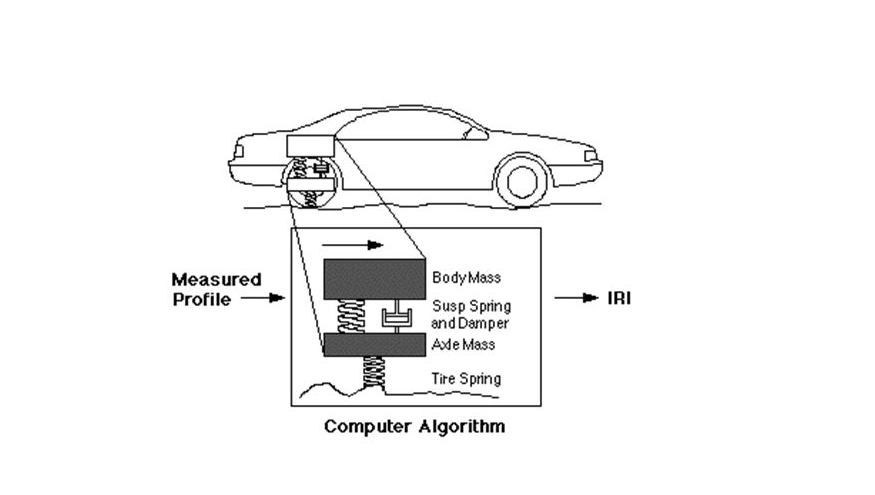 Measured
Profile
Body Mass
Susp Spring
and Damper
Axle Mass
Tire Spring
IRI
Computer Algorithm